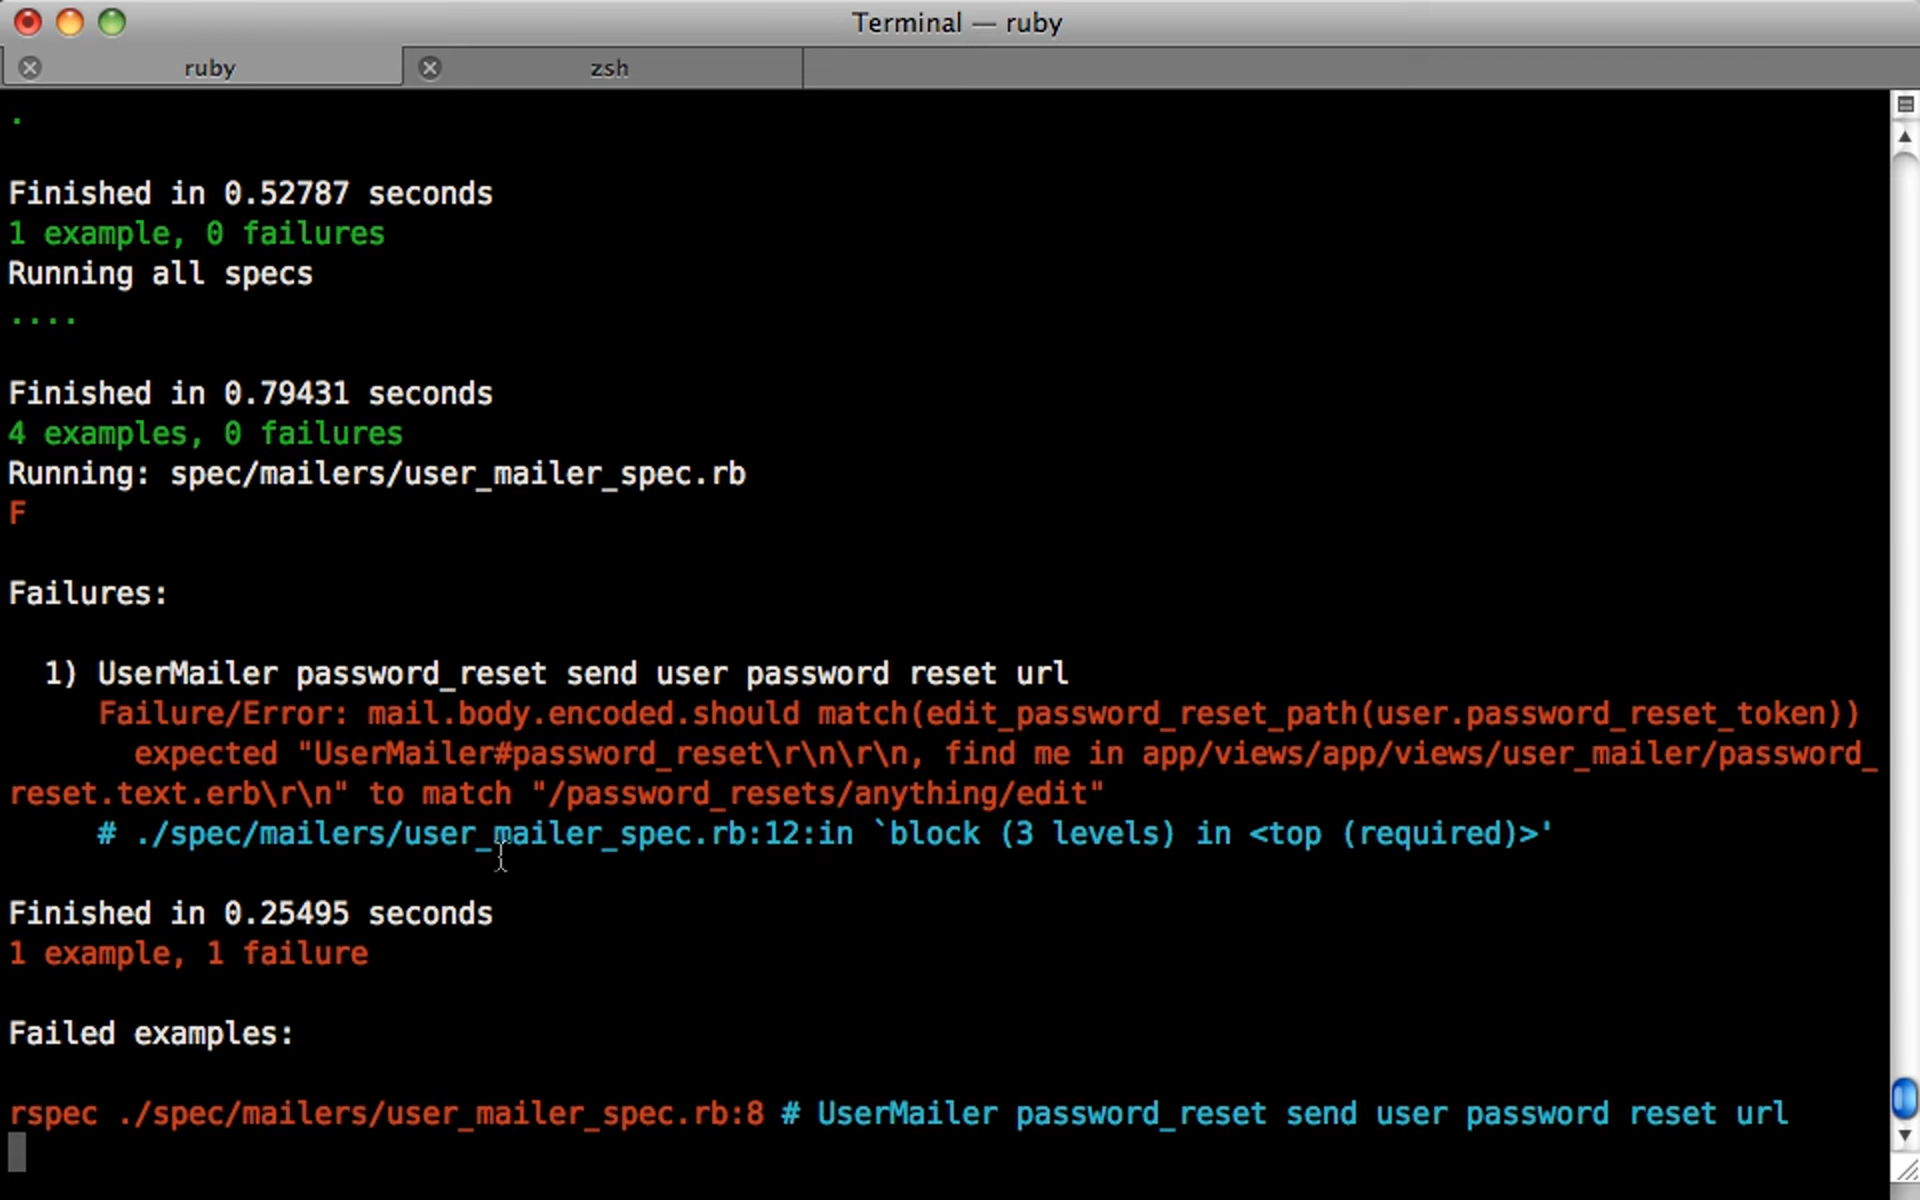 Terminal — ruby
ruby
zsh
.
Finished in 0.52787 seconds
1 example, 0 failures
Running all specs
....
Finished in 0.79431 seconds
4 examples, 0 failures
Running: spec/mailers/user_mailer_spec.rb
F
Failures:
1) UserMailer password_reset send user password reset url
Failure/Error: mail.body.encoded.should match(edit_password_reset_path(user.password_reset_token))
expected "UserMailer#password_reset\r\n\r\n, find me in app/views/app/views/user_mailer/password_
reset.text.erb\r\n" to match "/password_resets/anything/edit"
# ./spec/mailers/user_mailer_spec.rb:12:in `block (3 levels) in <top (required)>'
Finished in 0.25495 seconds
1 example, 1 failure
Failed examples:
rspec ./spec/mailers/user_mailer_spec.rb:8 # UserMailer password_reset send user password reset url